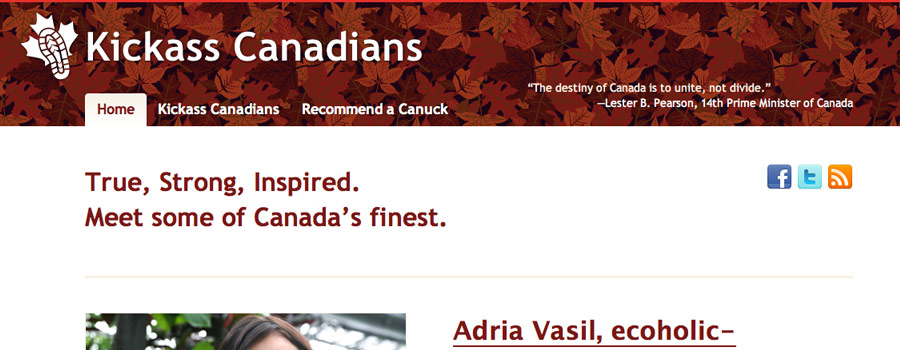 Kickass Canadians
“The destiny of Canada is to unite, not divide.”
—Lester B. Pearson, 14th Prime Minister of Canada
Home Kickass Canadians Recommend a Canuck
True, Strong, Inspired.
Meet some of Canada’s finest.
Adria Vasil, ecoholic–